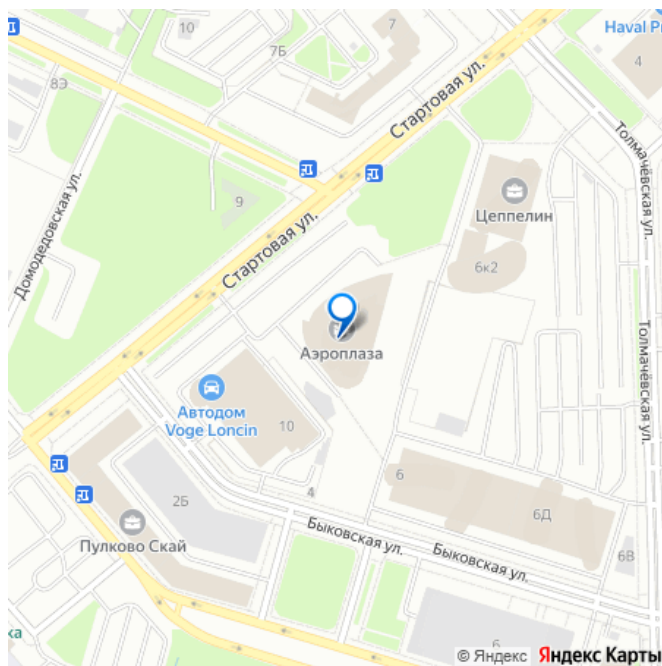 10
7
7Б
Haval P
4
8Э
Стартовая ул.
Толмачёвская ул.
Домодедовская ул.
9
Цеппелин
6к2
Стартовая ул.
Аэроплаза
Толмачёвская ул.
Автодом
Voge Loncin
10
6
4
2Б
6Д
Быковская ул.
Быковская ул.
6В
Пулково Скай
ка
6
© Яндекс Яндекс Карты